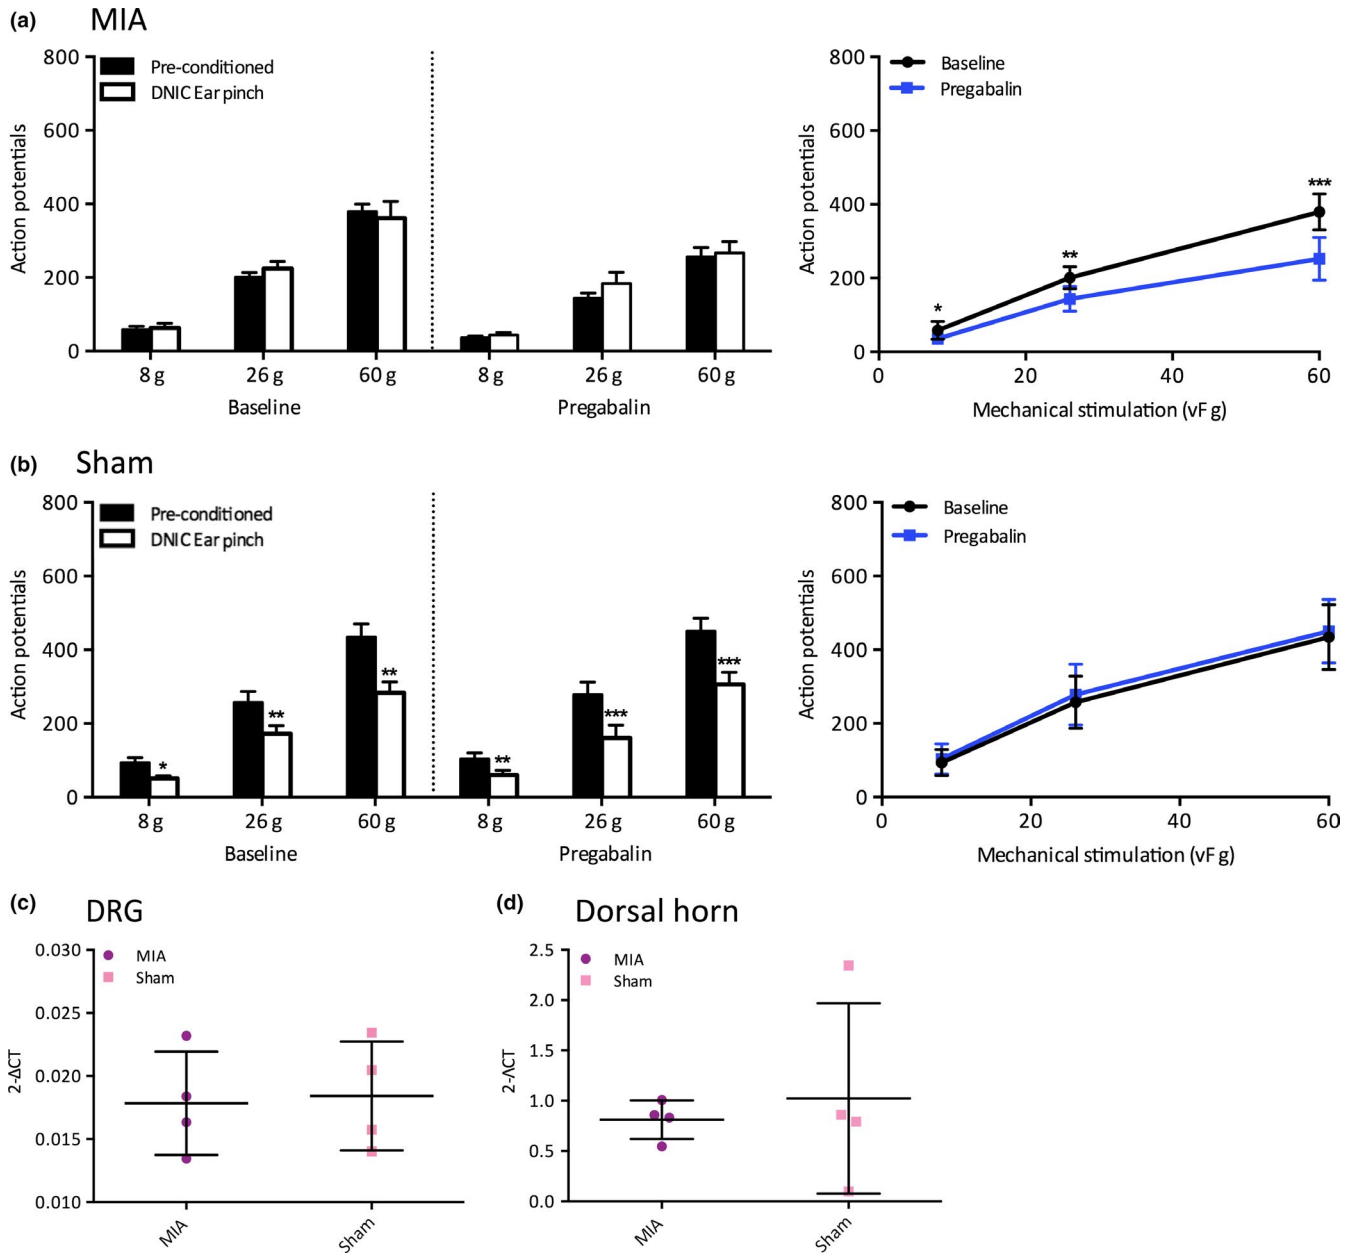 (a) MIA
800
600
400
200
0
Action potentials
Pre-conditioned
DNIC Ear pinch
8 g 26 g 60 g 8 g 26 g 60 g
Baseline Pregabalin
800
600
400
200
0
Action potentials
Baseline
Pregabalin
*
**
***
0 20 40 60
Mechanical stimulation (vF g)
(b) Sham
800
600
400
200
0
Action potentials
Pre-conditioned
DNIC Ear pinch
*
**
**
**
***
***
8 g 26 g 60 g 8 g 26 g 60 g
Baseline Pregabalin
800
600
400
200
0
Action potentials
Baseline
Pregabalin
0 20 40 60
Mechanical stimulation (vF g)
(c) DRG
0.030
0.025
0.020
0.015
0.010
2-ΔCT
MIA
Sham
MIA Sham
(d) Dorsal horn
2.5
2.0
1.5
1.0
0.5
0.0
2-ΛCT
MIA
Sham
MIA Sham